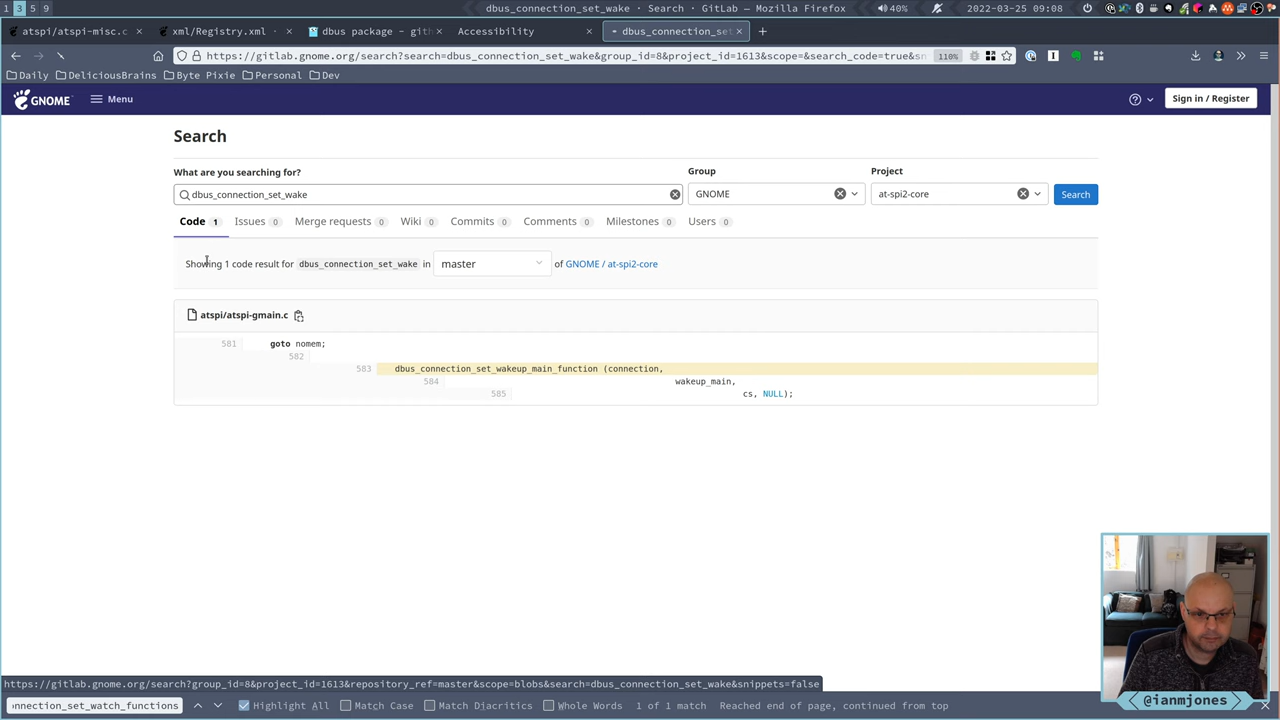 1 3 5 9
dbus_connection_set_wake · Search · GitLab — Mozilla Firefox
40%
2022-03-25 09:08
atspi/atspi-misc.c ·
xml/Registry.xml ·
dbus package - gith
Accessibility
dbus_connection_set
https://gitlab.gnome.org/search?search=dbus_connection_set_wake&group_id=8&project_id=1613&scope=&search_code=true&sn
110%
Daily DeliciousBrains Byte Pixie Personal Dev
GNOME
Menu
Sign in / Register
Search
What are you searching for?
Group
Project
dbus_connection_set_wake
GNOME
at-spi2-core
Search
Code 1 Issues 0 Merge requests 0 Wiki 0 Commits 0 Comments 0 Milestones 0 Users 0
Showing 1 code result for dbus_connection_set_wake in master of GNOME / at-spi2-core
atspi/atspi-gmain.c
581 goto nomem;
582
583 dbus_connection_set_wakeup_main_function (connection,
584 wakeup_main,
585 cs, NULL);
https://gitlab.gnome.org/search?group_id=8&project_id=1613&repository_ref=master&scope=blobs&search=dbus_connection_set_wake&snippets=false
nnection_set_watch_functions
Highlight All Match Case Match Diacritics Whole Words 1 of 1 match Reached end of page, continued from top
@ianmjones